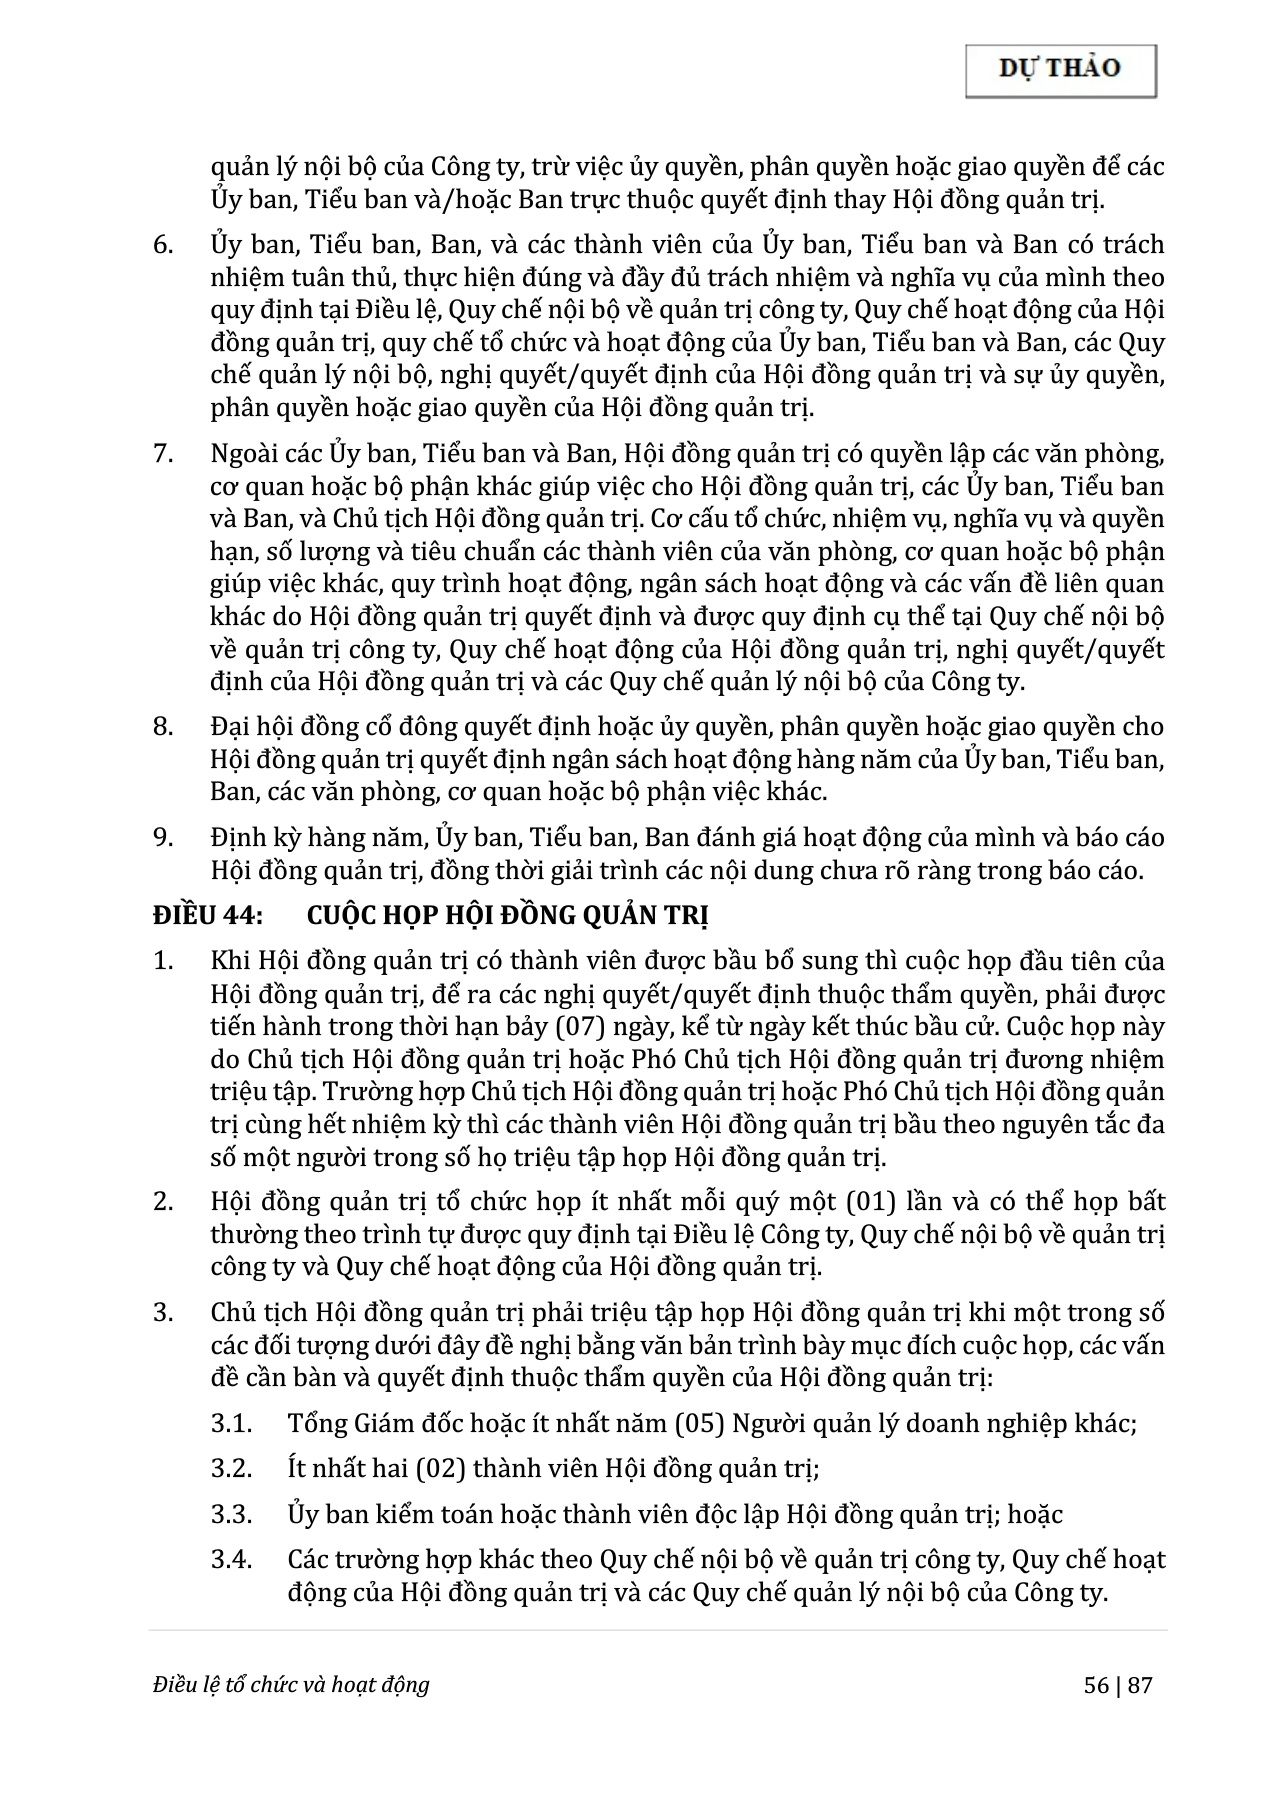 DỰ THẢO
quản lý nội bộ của Công ty, trừ việc ủy quyền, phân quyền hoặc giao quyền để các
Ủy ban, Tiểu ban và/hoặc Ban trực thuộc quyết định thay Hội đồng quản trị.
6. Ủy ban, Tiểu ban, Ban, và các thành viên của Ủy ban, Tiểu ban và Ban có trách
nhiệm tuân thủ, thực hiện đúng và đầy đủ trách nhiệm và nghĩa vụ của mình theo
quy định tại Điều lệ, Quy chế nội bộ về quản trị công ty, Quy chế hoạt động của Hội
đồng quản trị, quy chế tổ chức và hoạt động của Ủy ban, Tiểu ban và Ban, các Quy
chế quản lý nội bộ, nghị quyết/quyết định của Hội đồng quản trị và sự ủy quyền,
phân quyền hoặc giao quyền của Hội đồng quản trị.
7. Ngoài các Ủy ban, Tiểu ban và Ban, Hội đồng quản trị có quyền lập các văn phòng,
cơ quan hoặc bộ phận khác giúp việc cho Hội đồng quản trị, các Ủy ban, Tiểu ban
và Ban, và Chủ tịch Hội đồng quản trị. Cơ cấu tổ chức, nhiệm vụ, nghĩa vụ và quyền
hạn, số lượng và tiêu chuẩn các thành viên của văn phòng, cơ quan hoặc bộ phận
giúp việc khác, quy trình hoạt động, ngân sách hoạt động và các vấn đề liên quan
khác do Hội đồng quản trị quyết định và được quy định cụ thể tại Quy chế nội bộ
về quản trị công ty, Quy chế hoạt động của Hội đồng quản trị, nghị quyết/quyết
định của Hội đồng quản trị và các Quy chế quản lý nội bộ của Công ty.
8. Đại hội đồng cổ đông quyết định hoặc ủy quyền, phân quyền hoặc giao quyền cho
Hội đồng quản trị quyết định ngân sách hoạt động hàng năm của Ủy ban, Tiểu ban,
Ban, các văn phòng, cơ quan hoặc bộ phận việc khác.
9. Định kỳ hàng năm, Ủy ban, Tiểu ban, Ban đánh giá hoạt động của mình và báo cáo
Hội đồng quản trị, đồng thời giải trình các nội dung chưa rõ ràng trong báo cáo.
ĐIỀU 44: CUỘC HỌP HỘI ĐỒNG QUẢN TRỊ
1. Khi Hội đồng quản trị có thành viên được bầu bổ sung thì cuộc họp đầu tiên của
Hội đồng quản trị, để ra các nghị quyết/quyết định thuộc thẩm quyền, phải được
tiến hành trong thời hạn bảy (07) ngày, kể từ ngày kết thúc bầu cử. Cuộc họp này
do Chủ tịch Hội đồng quản trị hoặc Phó Chủ tịch Hội đồng quản trị đương nhiệm
triệu tập. Trường hợp Chủ tịch Hội đồng quản trị hoặc Phó Chủ tịch Hội đồng quản
trị cùng hết nhiệm kỳ thì các thành viên Hội đồng quản trị bầu theo nguyên tắc đa
số một người trong số họ triệu tập họp Hội đồng quản trị.
2. Hội đồng quản trị tổ chức họp ít nhất mỗi quý một (01) lần và có thể họp bất
thường theo trình tự được quy định tại Điều lệ Công ty, Quy chế nội bộ về quản trị
công ty và Quy chế hoạt động của Hội đồng quản trị.
3. Chủ tịch Hội đồng quản trị phải triệu tập họp Hội đồng quản trị khi một trong số
các đối tượng dưới đây đề nghị bằng văn bản trình bày mục đích cuộc họp, các vấn
đề cần bàn và quyết định thuộc thẩm quyền của Hội đồng quản trị:
3.1. Tổng Giám đốc hoặc ít nhất năm (05) Người quản lý doanh nghiệp khác;
3.2. Ít nhất hai (02) thành viên Hội đồng quản trị;
3.3. Ủy ban kiểm toán hoặc thành viên độc lập Hội đồng quản trị; hoặc
3.4. Các trường hợp khác theo Quy chế nội bộ về quản trị công ty, Quy chế hoạt
động của Hội đồng quản trị và các Quy chế quản lý nội bộ của Công ty.
Điều lệ tổ chức và hoạt động 56 | 87